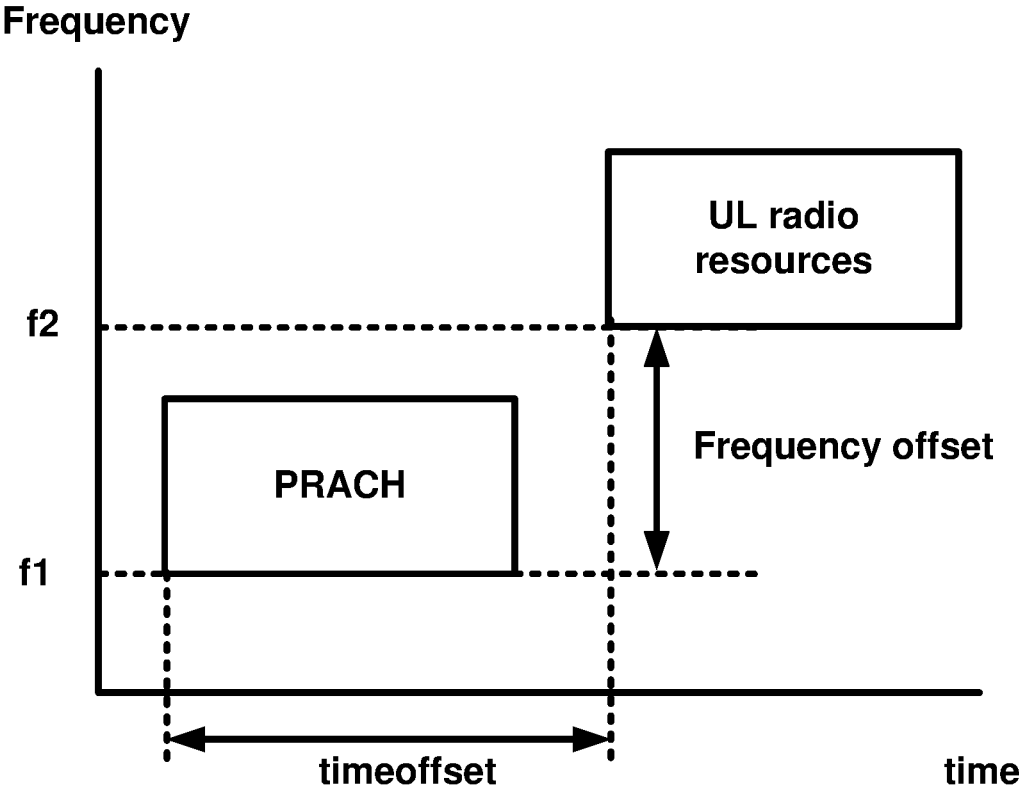 Frequency
UL radio
resources
f2
Frequency offset
PRACH
f1
timeoffset
time